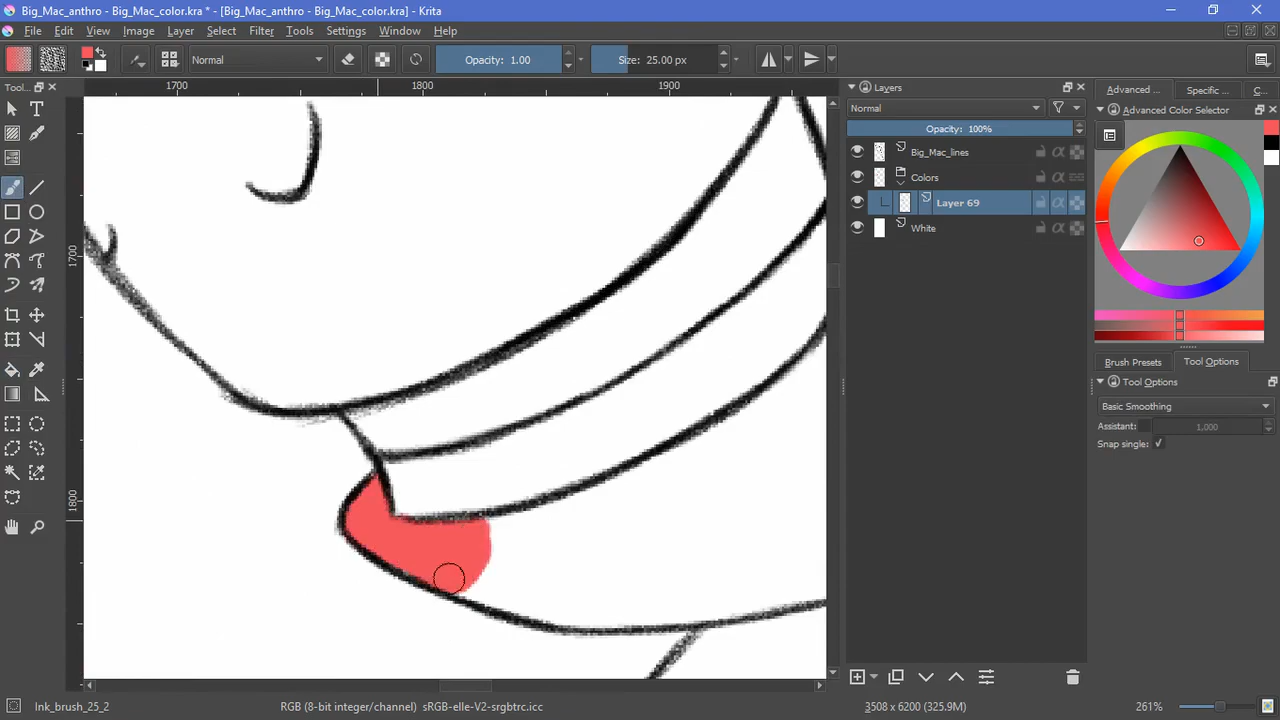 Big_Mac_anthro - Big_Mac_color.kra * - [Big_Mac_anthro - Big_Mac_color.kra] - Krita
File Edit View Image Layer Select Filter Tools Settings Window Help
Normal Opacity: 1.00 Size: 25.00 px
Tool...
1700 1800 1900
1700
1800
Layers
Normal
Opacity: 100%
Big_Mac_lines
Colors
Layer 69
White
Advanced ... Specific ... C...
Advanced Color Selector
Brush Presets Tool Options
Tool Options
Basic Smoothing
Assistant: 1,000
Snap single:
Ink_brush_25_2 RGB (8-bit integer/channel) sRGB-elle-V2-srgbtrc.icc 3508 x 6200 (325.9M) 261%